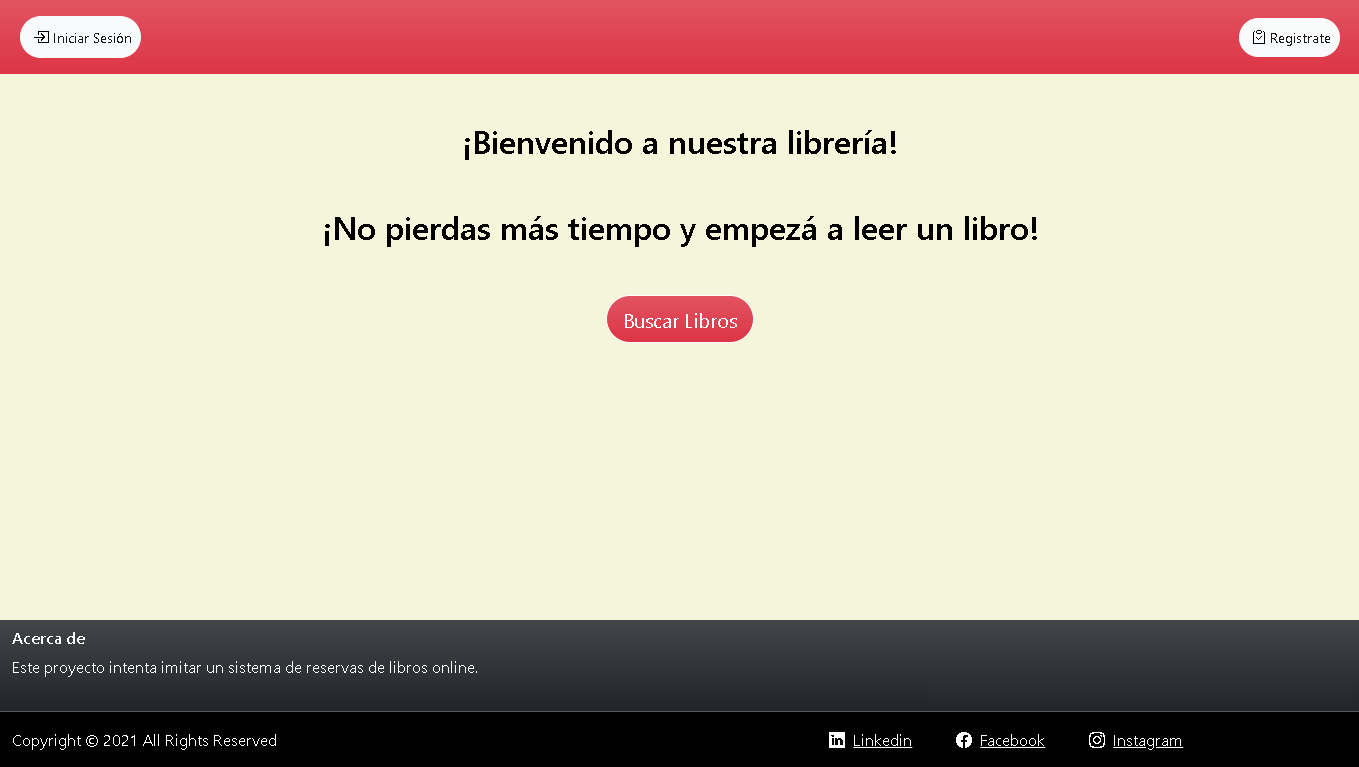 Iniciar Sesión
Registrate
¡Bienvenido a nuestra librería!
¡No pierdas más tiempo y empezá a leer un libro!
Buscar Libros
Acerca de
Este proyecto intenta imitar un sistema de reservas de libros online.
Copyright © 2021 All Rights Reserved
Linkedin
Facebook
Instagram